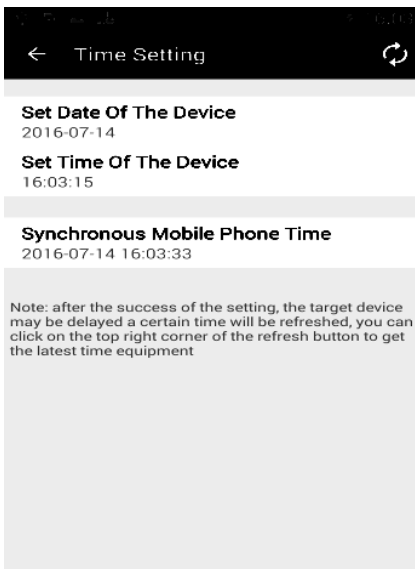 Time Setting
Set Date Of The Device
2016-07-14
Set Time Of The Device
16:03:15
Synchronous Mobile Phone Time
2016-07-14 16:03:33
Note: after the success of the setting, the target device
may be delayed a certain time will be refreshed, you can
click on the top right corner of the refresh button to get
the latest time equipment